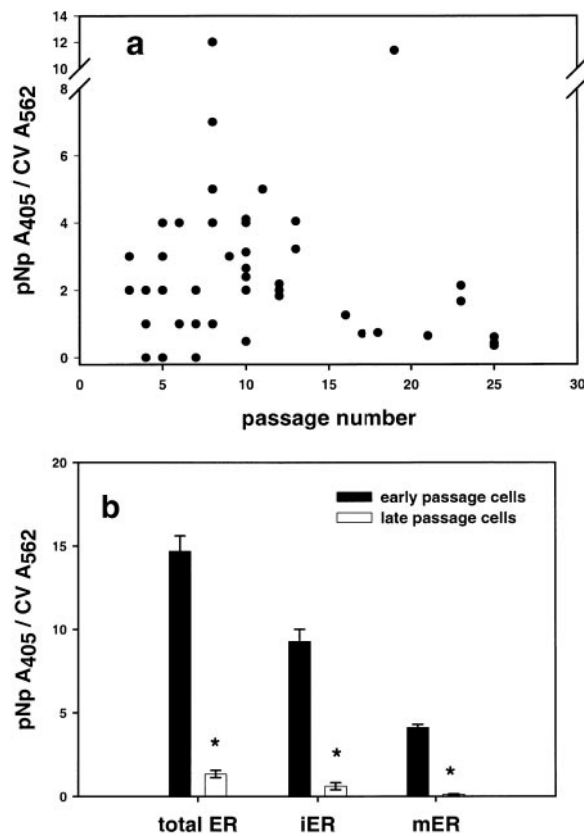 a
14
12
10
8
6
4
2
0
pNp A405 / CV A562
0 5 10 15 20 25 30
passage number
b
20
15
10
5
0
pNp A405 / CV A562
early passage cells
late passage cells
*
*
*
total ER iER mER